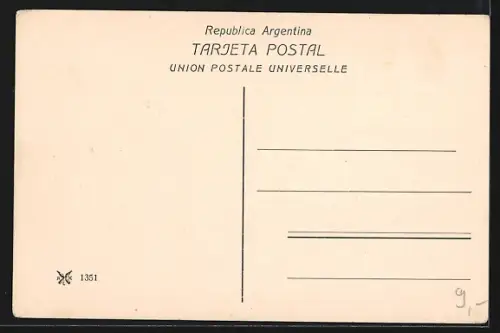 Republica Argentina
TARJETA POSTAL
UNION POSTALE UNIVERSELLE
1351
9,-